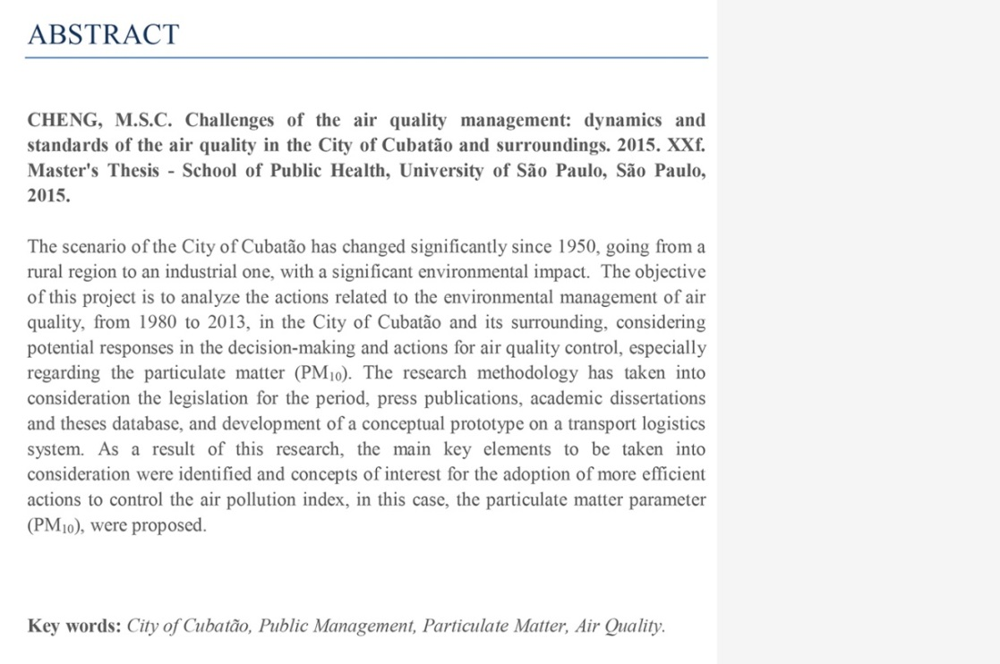 ABSTRACT
CHENG, M.S.C. Challenges of the air quality management: dynamics and
standards of the air quality in the City of Cubatão and surroundings. 2015. XXf.
Master's Thesis - School of Public Health, University of São Paulo, São Paulo,
2015.
The scenario of the City of Cubatão has changed significantly since 1950, going from a
rural region to an industrial one, with a significant environmental impact. The objective
of this project is to analyze the actions related to the environmental management of air
quality, from 1980 to 2013, in the City of Cubatão and its surrounding, considering
potential responses in the decision-making and actions for air quality control, especially
regarding the particulate matter (PM₁₀). The research methodology has taken into
consideration the legislation for the period, press publications, academic dissertations
and theses database, and development of a conceptual prototype on a transport logistics
system. As a result of this research, the main key elements to be taken into
consideration were identified and concepts of interest for the adoption of more efficient
actions to control the air pollution index, in this case, the particulate matter parameter
(PM₁₀), were proposed.
Key words: City of Cubatão, Public Management, Particulate Matter, Air Quality.